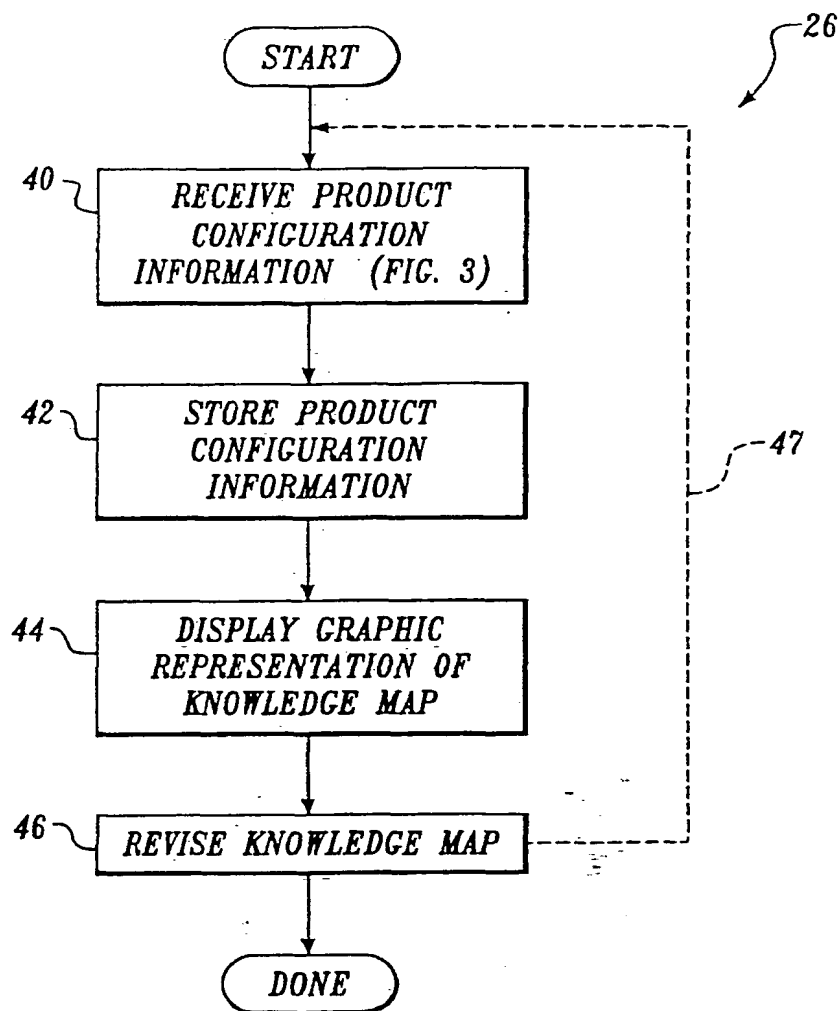 26
START
40
RECEIVE PRODUCT
CONFIGURATION
INFORMATION (FIG. 3)
42
STORE PRODUCT
CONFIGURATION
INFORMATION
47
44
DISPLAY GRAPHIC
REPRESENTATION OF
KNOWLEDGE MAP
46
REVISE KNOWLEDGE MAP
DONE